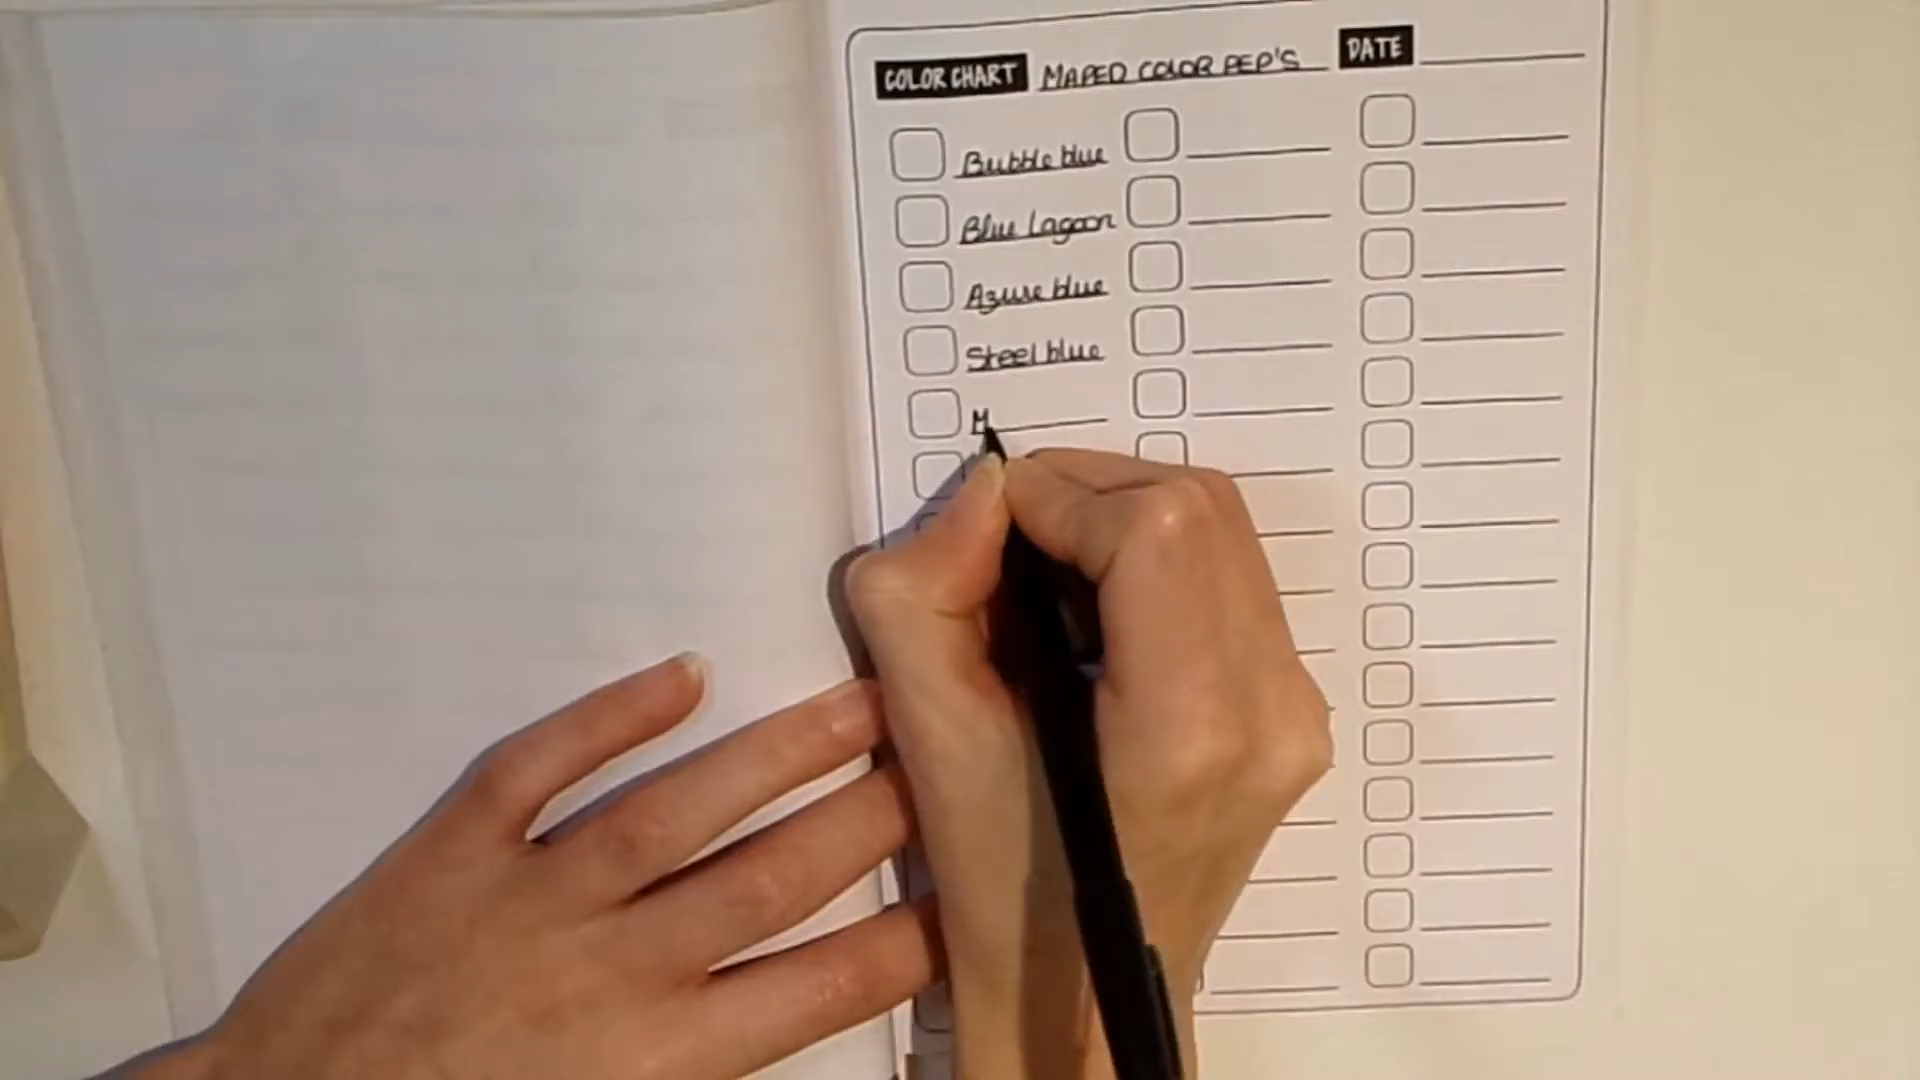 COLOR CHART MAPED COLOR PEP'S DATE
Bubble blue
Blue Lagoon
Azure blue
Steel blue
M